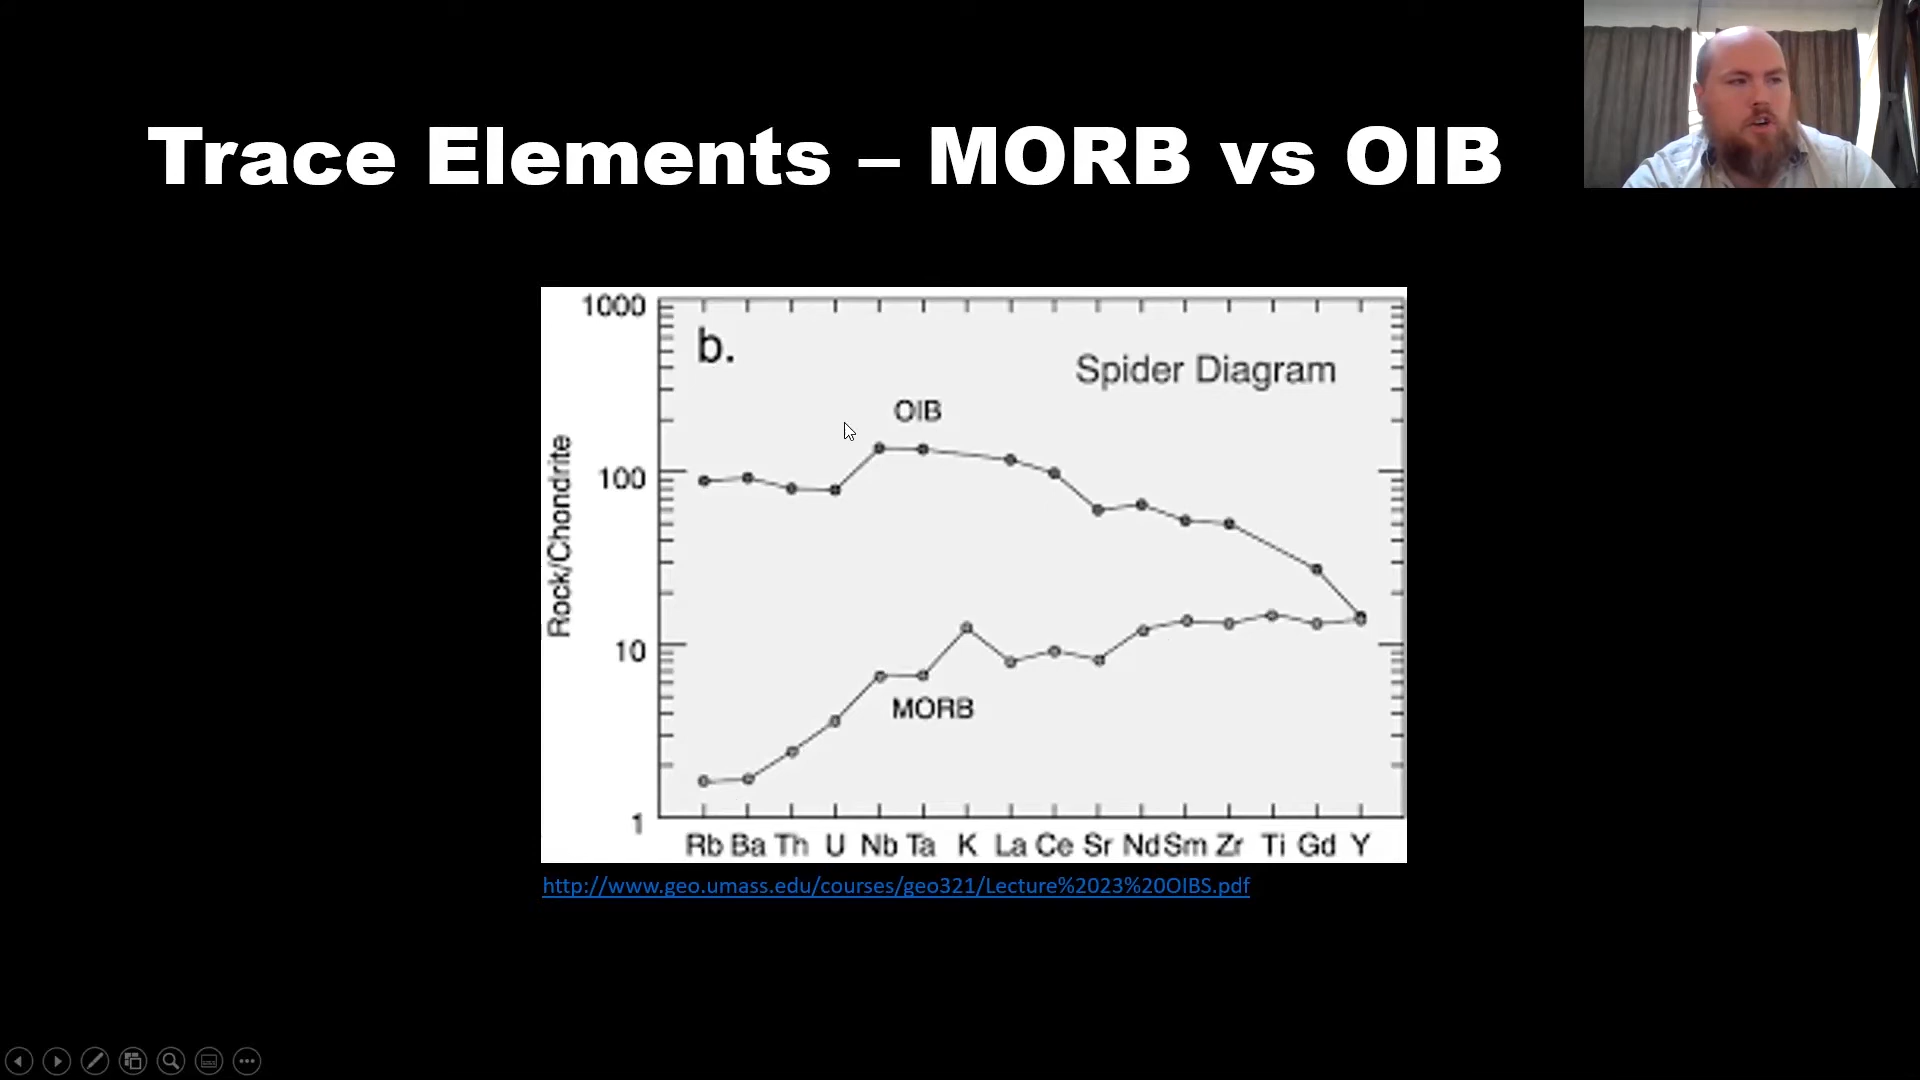 Trace Elements – MORB vs OIB
1000
b.
Spider Diagram
OIB
100
Rock/Chondrite
10
MORB
1
Rb Ba Th U Nb Ta K La Ce Sr Nd Sm Zr Ti Gd Y
http://www.geo.umass.edu/courses/geo321/Lecture%2023%20OIBS.pdf